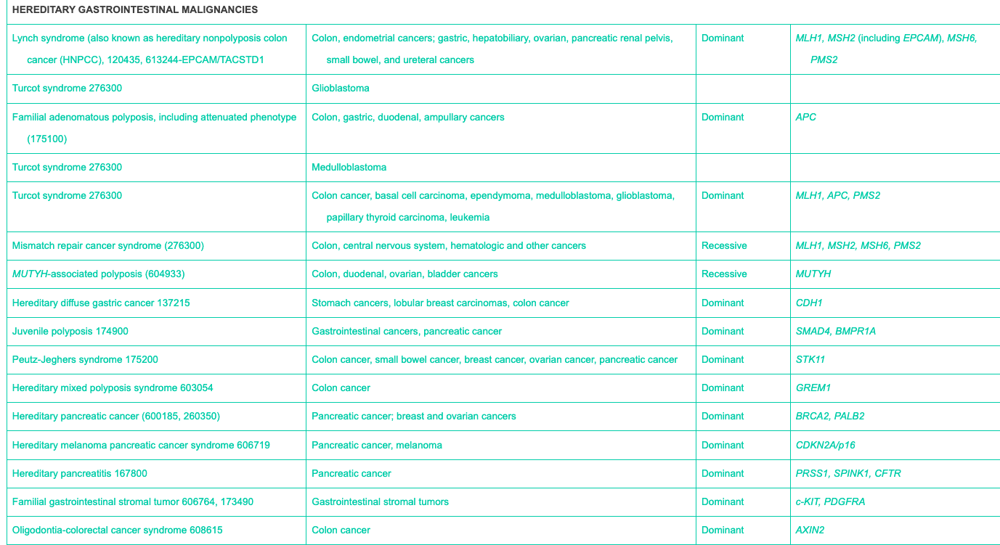 HEREDITARY GASTROINTESTINAL MALIGNANCIES
Lynch syndrome (also known as hereditary nonpolyposis colon
cancer (HNPCC), 120435, 613244-EPCAM/TACSTD1
Colon, endometrial cancers; gastric, hepatobiliary, ovarian, pancreatic renal pelvis,
small bowel, and ureteral cancers
Dominant
MLH1, MSH2 (including EPCAM), MSH6,
PMS2
Turcot syndrome 276300
Glioblastoma
Familial adenomatous polyposis, including attenuated phenotype
(175100)
Colon, gastric, duodenal, ampullary cancers
Dominant
APC
Turcot syndrome 276300
Medulloblastoma
Turcot syndrome 276300
Colon cancer, basal cell carcinoma, ependymoma, medulloblastoma, glioblastoma,
papillary thyroid carcinoma, leukemia
Dominant
MLH1, APC, PMS2
Mismatch repair cancer syndrome (276300)
Colon, central nervous system, hematologic and other cancers
Recessive
MLH1, MSH2, MSH6, PMS2
MUTYH-associated polyposis (604933)
Colon, duodenal, ovarian, bladder cancers
Recessive
MUTYH
Hereditary diffuse gastric cancer 137215
Stomach cancers, lobular breast carcinomas, colon cancer
Dominant
CDH1
Juvenile polyposis 174900
Gastrointestinal cancers, pancreatic cancer
Dominant
SMAD4, BMPR1A
Peutz-Jeghers syndrome 175200
Colon cancer, small bowel cancer, breast cancer, ovarian cancer, pancreatic cancer
Dominant
STK11
Hereditary mixed polyposis syndrome 603054
Colon cancer
Dominant
GREM1
Hereditary pancreatic cancer (600185, 260350)
Pancreatic cancer; breast and ovarian cancers
Dominant
BRCA2, PALB2
Hereditary melanoma pancreatic cancer syndrome 606719
Pancreatic cancer, melanoma
Dominant
CDKN2A/p16
Hereditary pancreatitis 167800
Pancreatic cancer
Dominant
PRSS1, SPINK1, CFTR
Familial gastrointestinal stromal tumor 606764, 173490
Gastrointestinal stromal tumors
Dominant
c-KIT, PDGFRA
Oligodontia-colorectal cancer syndrome 608615
Colon cancer
Dominant
AXIN2